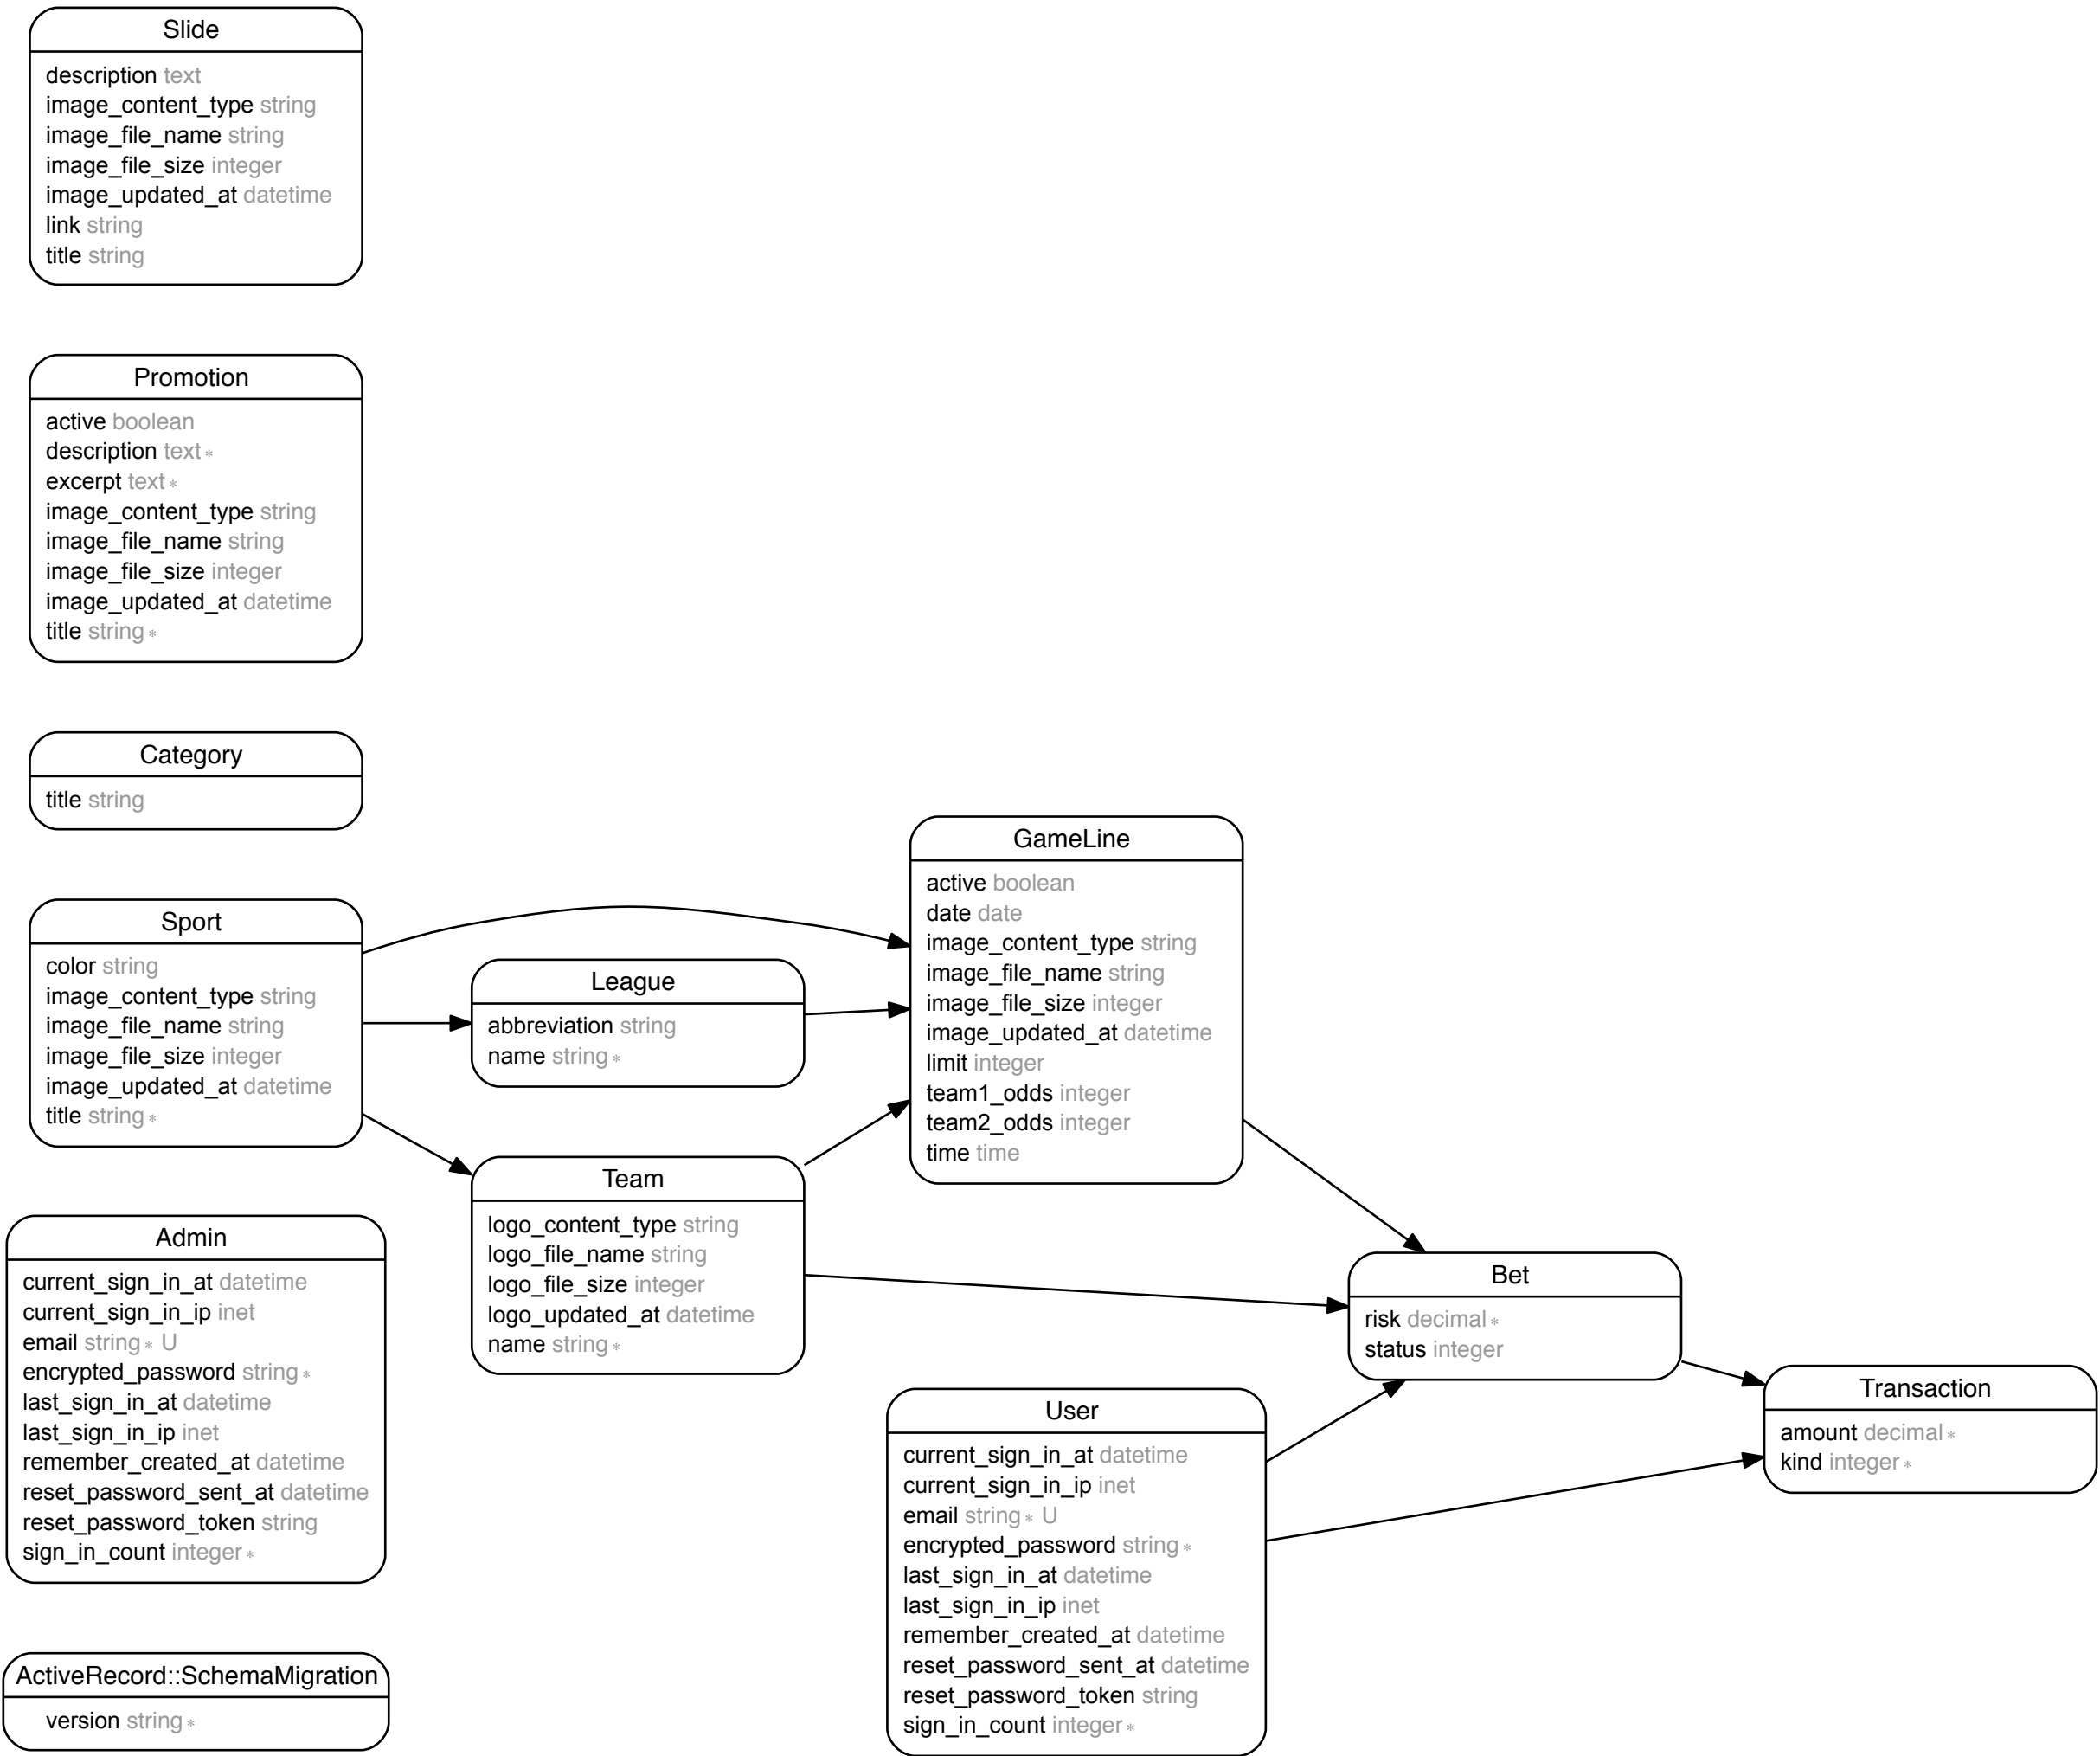 Slide
description text
image_content_type string
image_file_name string
image_file_size integer
image_updated_at datetime
link string
title string
Promotion
active boolean
description text *
excerpt text *
image_content_type string
image_file_name string
image_file_size integer
image_updated_at datetime
title string *
Category
title string
Sport
color string
image_content_type string
image_file_name string
image_file_size integer
image_updated_at datetime
title string *
League
abbreviation string
name string *
GameLine
active boolean
date date
image_content_type string
image_file_name string
image_file_size integer
image_updated_at datetime
limit integer
team1_odds integer
team2_odds integer
time time
Team
logo_content_type string
logo_file_name string
logo_file_size integer
logo_updated_at datetime
name string *
Admin
current_sign_in_at datetime
current_sign_in_ip inet
email string * U
encrypted_password string *
last_sign_in_at datetime
last_sign_in_ip inet
remember_created_at datetime
reset_password_sent_at datetime
reset_password_token string
sign_in_count integer *
Bet
risk decimal *
status integer
Transaction
amount decimal *
kind integer *
User
current_sign_in_at datetime
current_sign_in_ip inet
email string * U
encrypted_password string *
last_sign_in_at datetime
last_sign_in_ip inet
remember_created_at datetime
reset_password_sent_at datetime
reset_password_token string
sign_in_count integer *
ActiveRecord::SchemaMigration
version string *